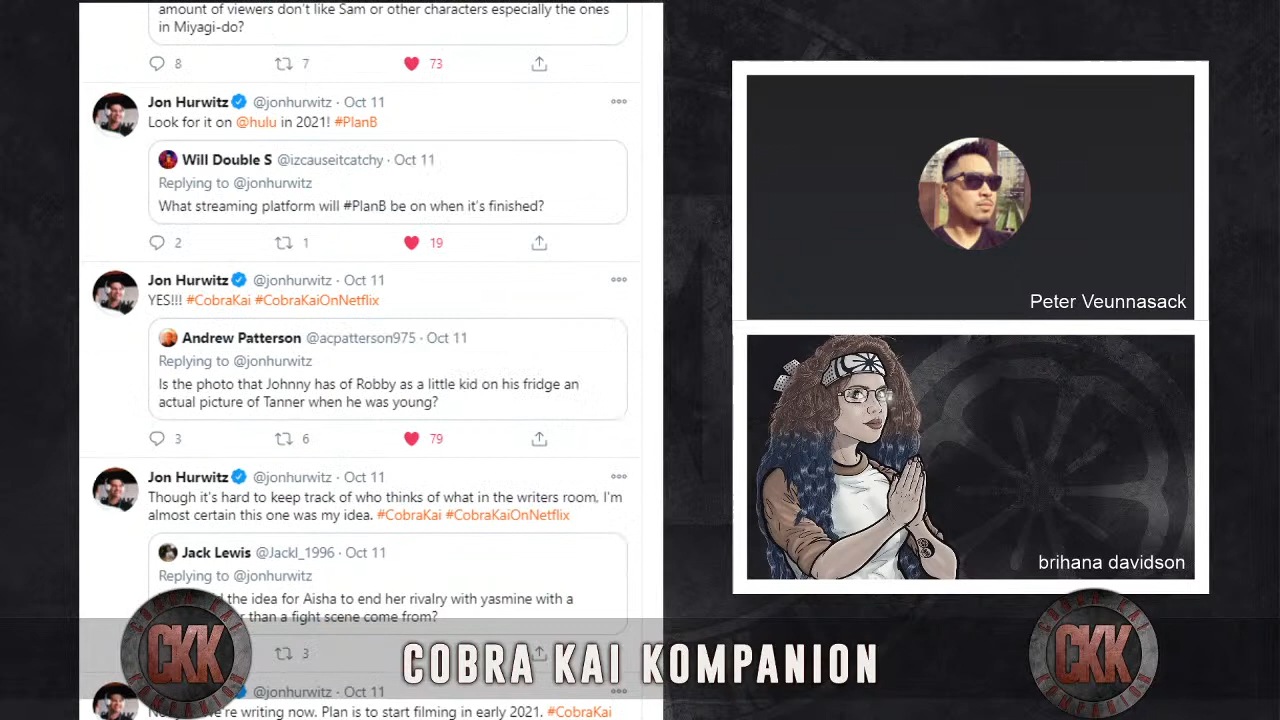 amount of viewers don't like Sam or other characters especially the ones
in Miyagi-do?
8 7 73
Jon Hurwitz @jonhurwitz · Oct 11
Look for it on @hulu in 2021! #PlanB
Will Double S @izcauseitcatchy · Oct 11
Replying to @jonhurwitz
What streaming platform will #PlanB be on when it's finished?
2 1 19
Jon Hurwitz @jonhurwitz · Oct 11
YES!!! #CobraKai #CobraKaiOnNetflix
Andrew Patterson @acpatterson975 · Oct 11
Replying to @jonhurwitz
Is the photo that Johnny has of Robby as a little kid on his fridge an
actual picture of Tanner when he was young?
3 6 79
Jon Hurwitz @jonhurwitz · Oct 11
Though it's hard to keep track of who thinks of what in the writers room, I'm
almost certain this one was my idea. #CobraKai #CobraKaiOnNetflix
Jack Lewis @Jackl_1996 · Oct 11
Replying to @jonhurwitz
the idea for Aisha to end her rivalry with yasmine with a
than a fight scene come from?
3
@jonhurwitz · Oct 11
writing now. Plan is to start filming in early 2021. #CobraKai
Peter Veunnasack
brihana davidson
CKK
COBRA KAI KOMPANION
CKK